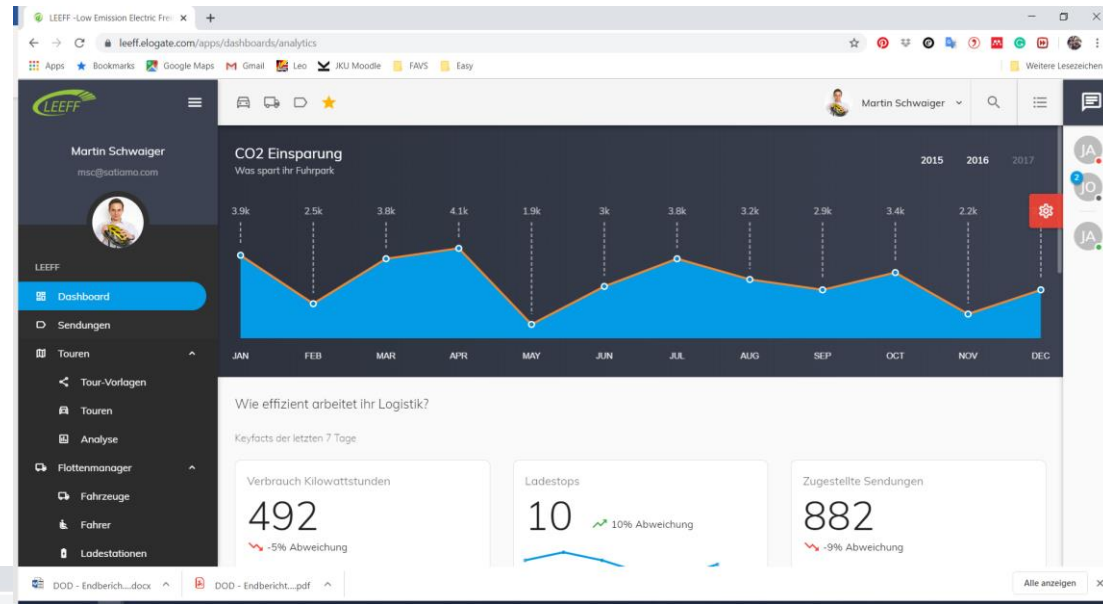 LEEFF -Low Emission Electric Frei
leeff.elogate.com/apps/dashboards/analytics
Apps Bookmarks Google Maps Gmail Leo JKU Moodle FAVS Easy Weitere Lesezeichen
LEEFF
Martin Schwaiger
Martin Schwaiger
msc@satiamo.com
LEEFF
Dashboard
Sendungen
Touren
Tour-Vorlagen
Touren
Analyse
Flottenmanager
Fahrzeuge
Fahrer
Ladestationen
CO2 Einsparung
Was spart ihr Fuhrpark
2015 2016 2017
3.9k 2.5k 3.8k 4.1k 1.9k 3k 3.8k 3.2k 2.9k 3.4k 2.2k
JAN FEB MAR APR MAY JUN JUL AUG SEP OCT NOV DEC
Wie effizient arbeitet ihr Logistik?
Keyfacts der letzten 7 Tage
Verbrauch Kilowattstunden
492
-5% Abweichung
Ladestops
10
10% Abweichung
Zugestellte Sendungen
882
-9% Abweichung
JA
2
JO
JA
DOD - Endberich....docx DOD - Endbericht....pdf Alle anzeigen